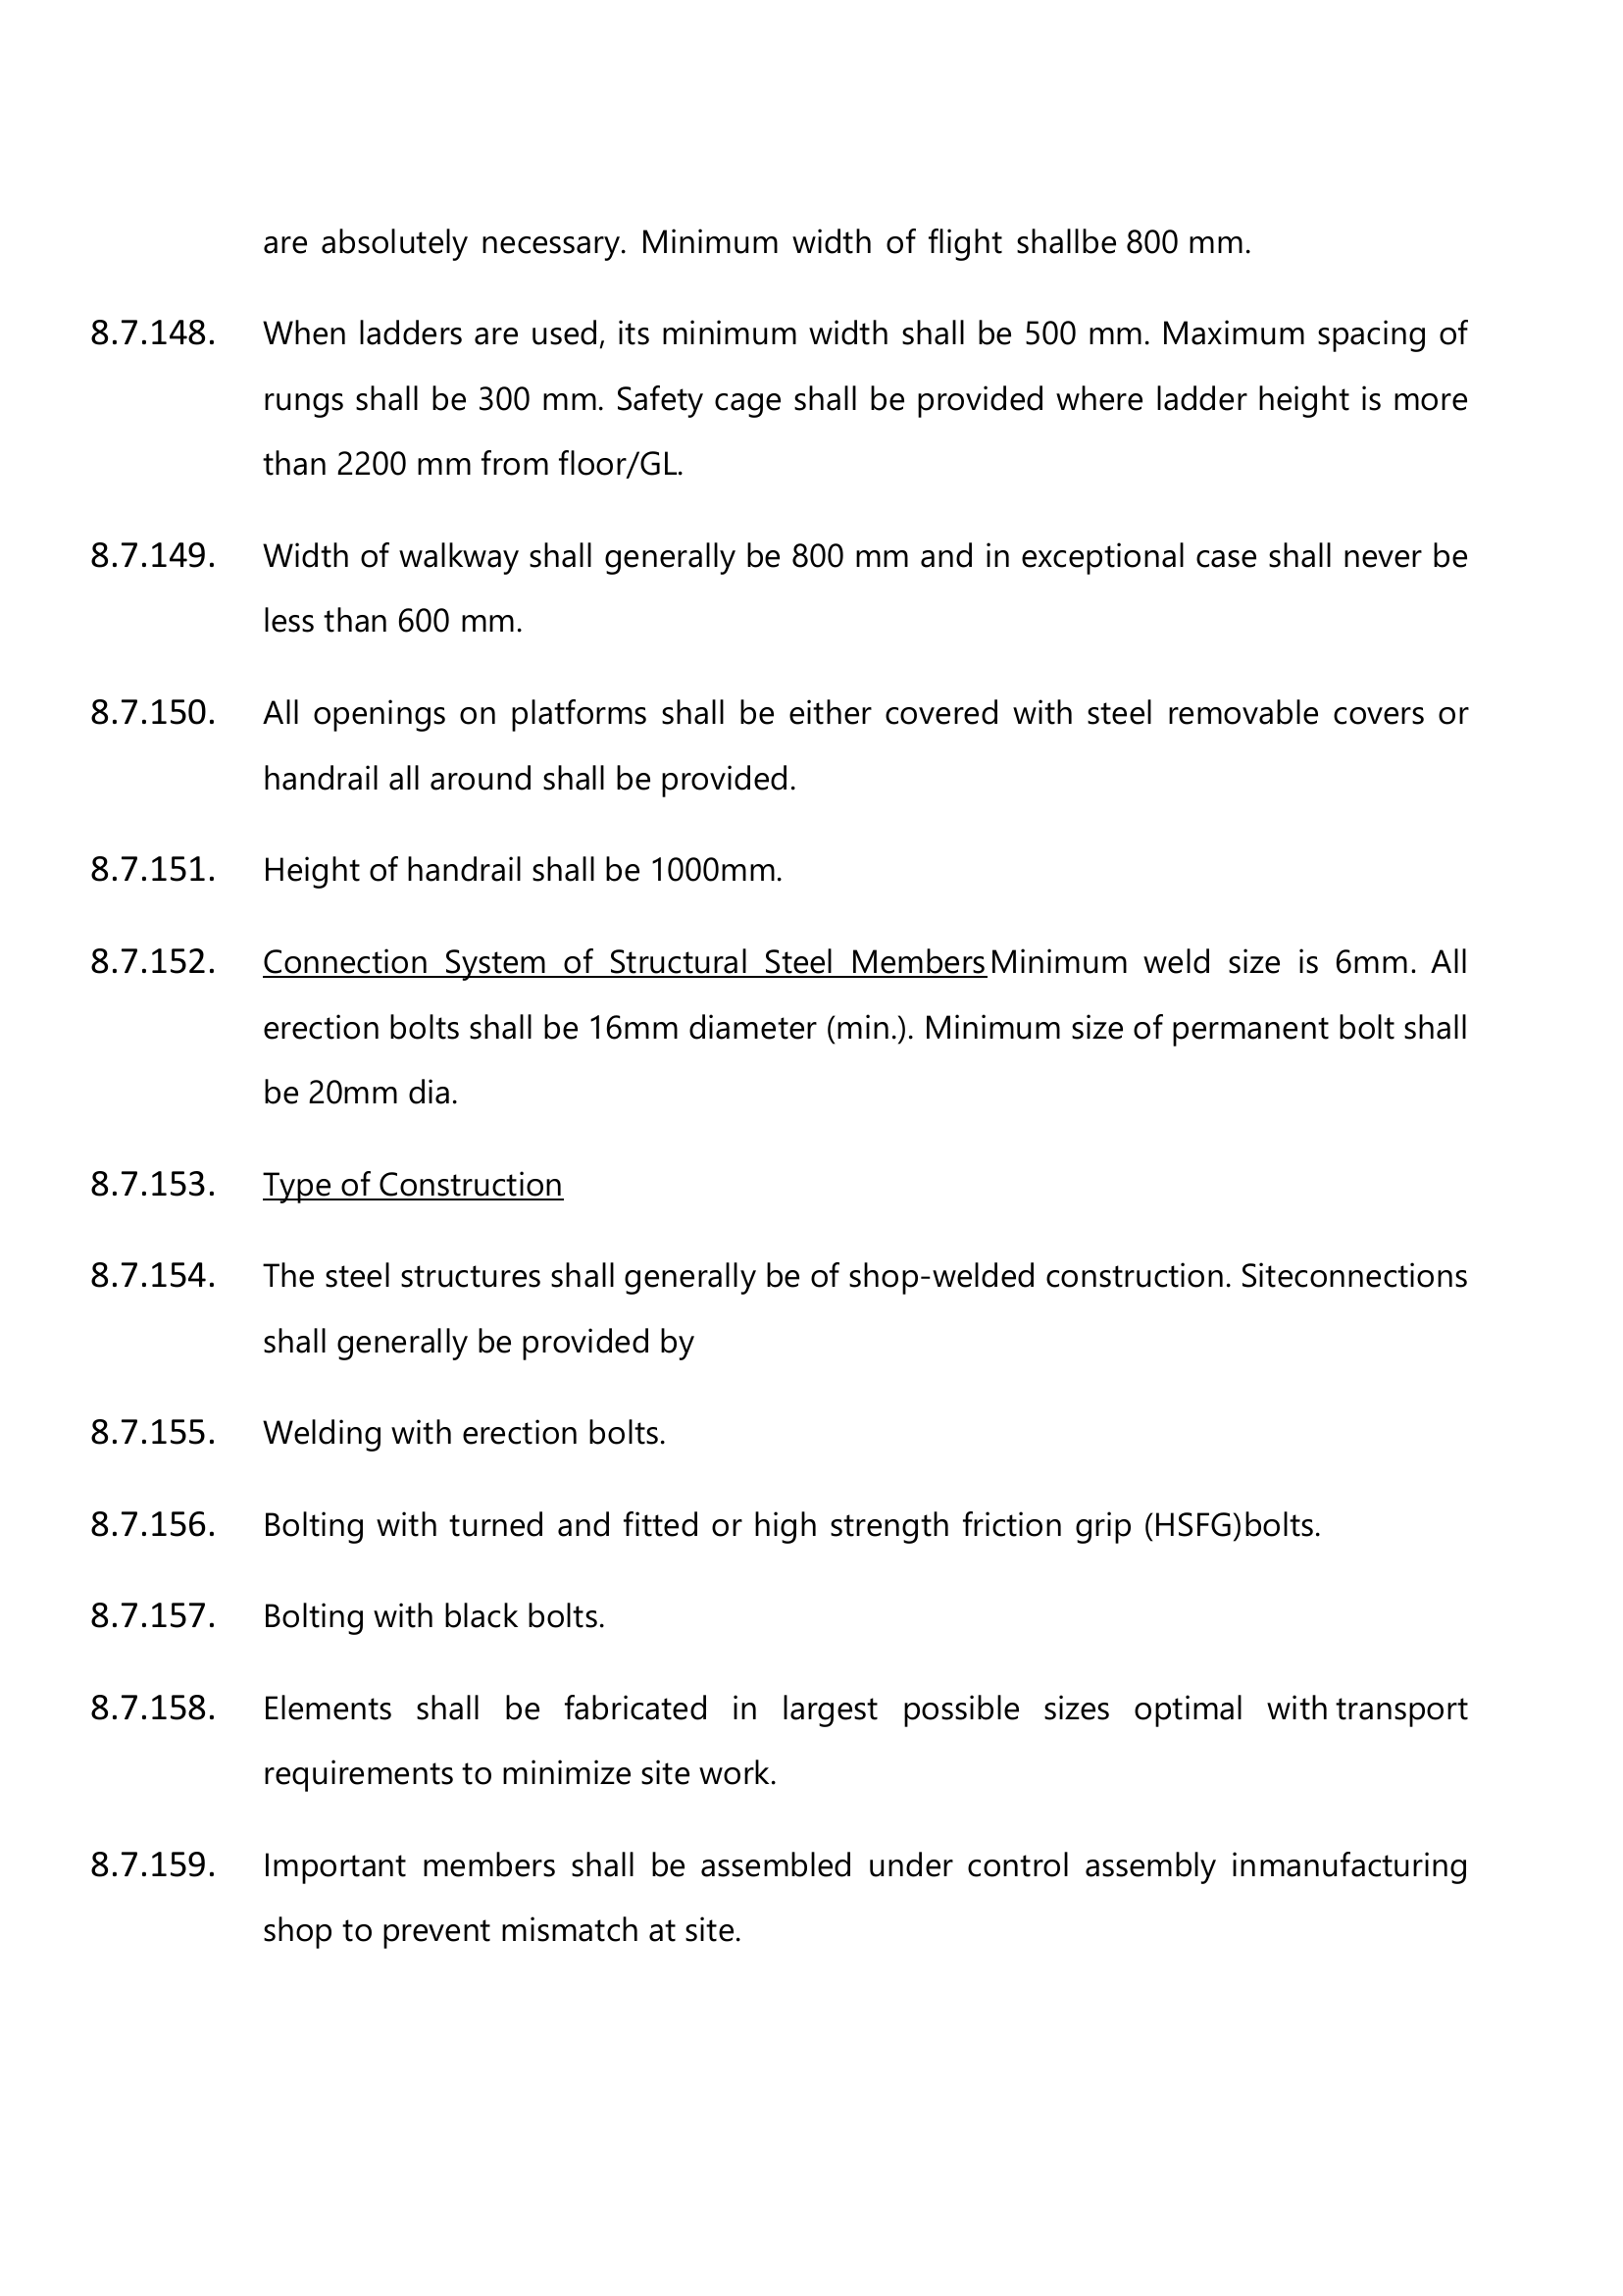 are absolutely necessary. Minimum width of flight shallbe 800 mm.
8.7.148. When ladders are used, its minimum width shall be 500 mm. Maximum spacing of
rungs shall be 300 mm. Safety cage shall be provided where ladder height is more
than 2200 mm from floor/GL.
8.7.149. Width of walkway shall generally be 800 mm and in exceptional case shall never be
less than 600 mm.
8.7.150. All openings on platforms shall be either covered with steel removable covers or
handrail all around shall be provided.
8.7.151. Height of handrail shall be 1000mm.
8.7.152. Connection System of Structural Steel MembersMinimum weld size is 6mm. All
erection bolts shall be 16mm diameter (min.). Minimum size of permanent bolt shall
be 20mm dia.
8.7.153. Type of Construction
8.7.154. The steel structures shall generally be of shop-welded construction. Siteconnections
shall generally be provided by
8.7.155. Welding with erection bolts.
8.7.156. Bolting with turned and fitted or high strength friction grip (HSFG)bolts.
8.7.157. Bolting with black bolts.
8.7.158. Elements shall be fabricated in largest possible sizes optimal with transport
requirements to minimize site work.
8.7.159. Important members shall be assembled under control assembly inmanufacturing
shop to prevent mismatch at site.